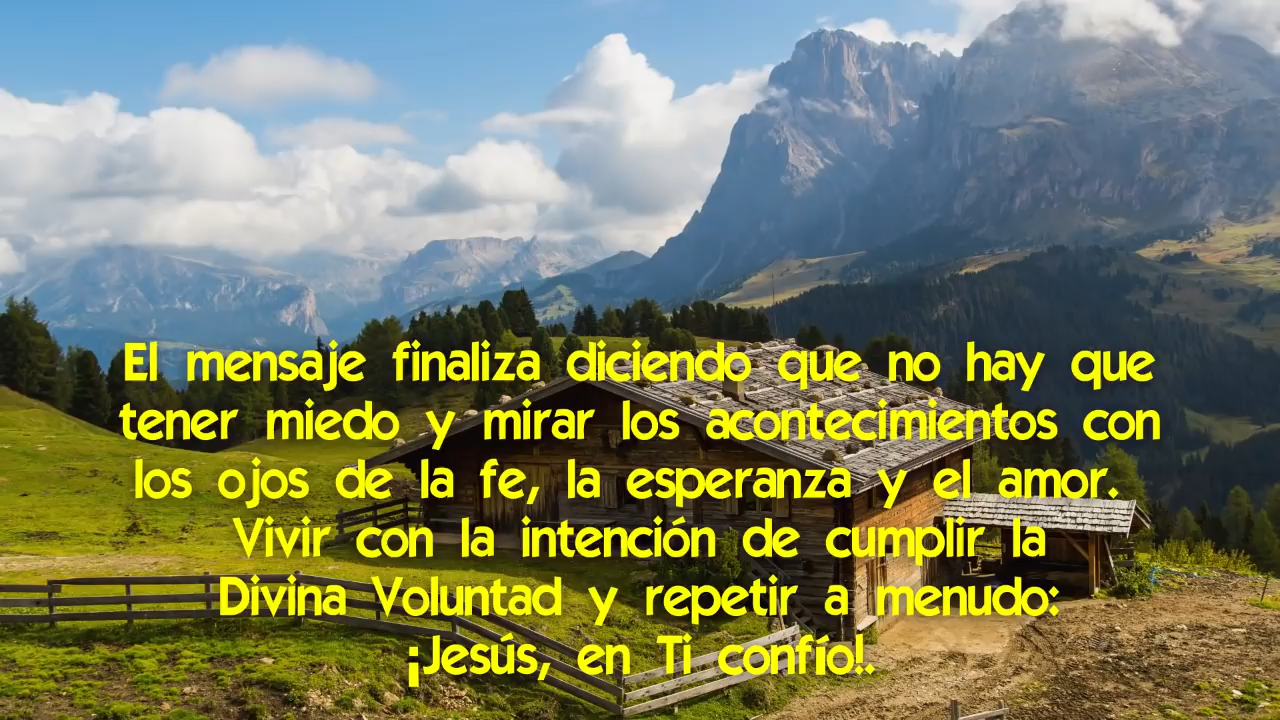 El mensaje finaliza diciendo que no hay que
tener miedo y mirar los acontecimientos con
los ojos de la fe, la esperanza y el amor.
Vivir con la intención de cumplir la
Divina Voluntad y repetir a menudo:
¡Jesús, en Ti confío!.